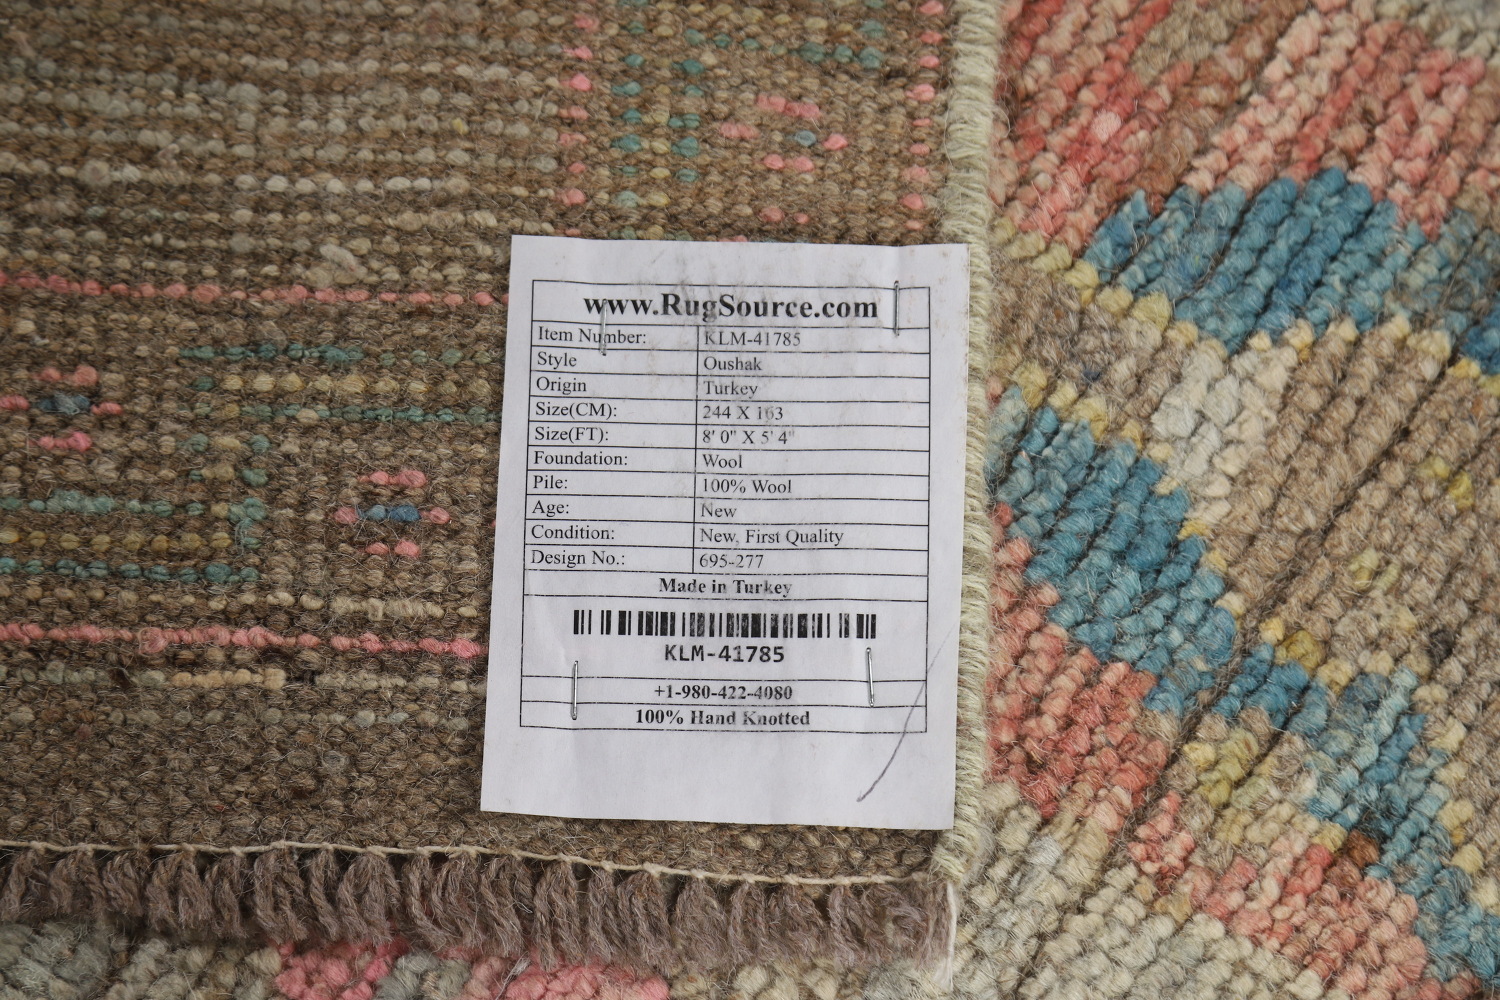 www.RugSource.com
Item Number: KLM-41785
Style Oushak
Origin Turkey
Size(CM): 244 X 163
Size(FT): 8' 0" X 5' 4"
Foundation: Wool
Pile: 100% Wool
Age: New
Condition: New, First Quality
Design No.: 695-277
Made in Turkey
KLM-41785
+1-980-422-4080
100% Hand Knotted